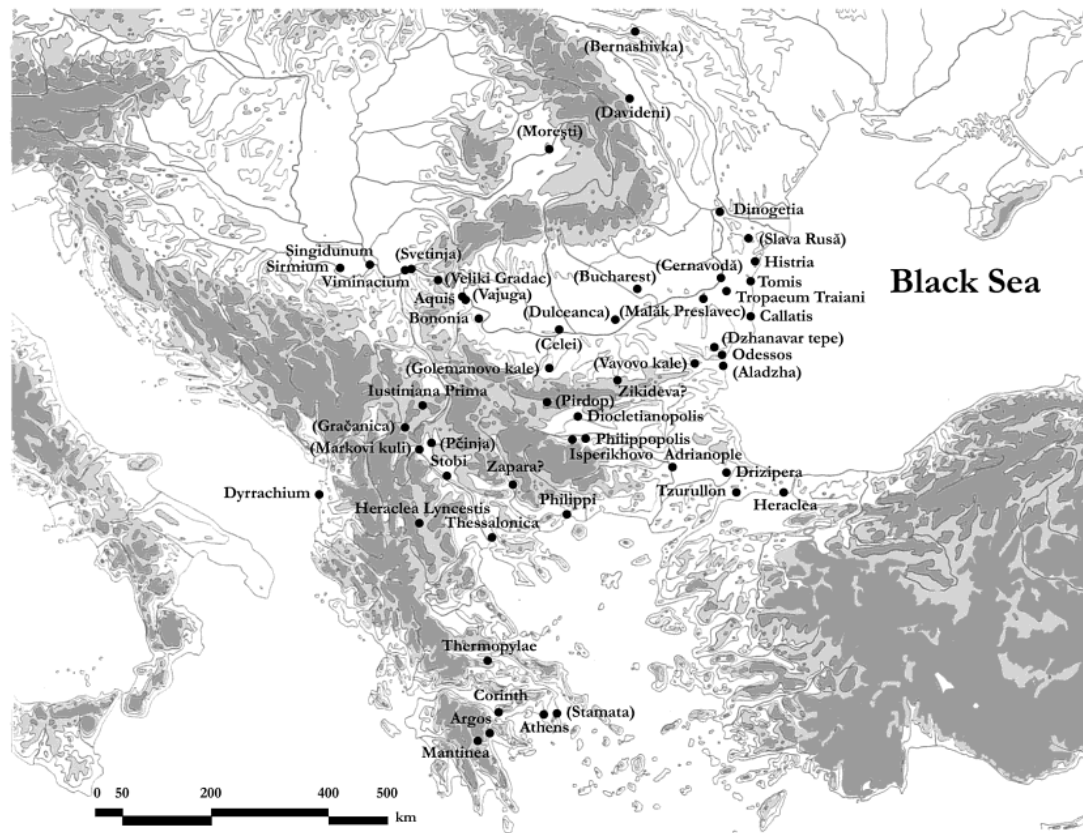 (Bernashivka)
(Davideni)
(Moreşti)
Dinogetia
(Slava Rusă)
Singidunum
(Svetinja)
Histria
Sirmium
(Cernavodă)
Viminacium
(Veliki Gradac)
(Bucharest)
Tomis
Black Sea
Aquis
(Vajuga)
Tropaeum Traiani
Bononia
(Dulceanca)
(Malăk Preslavec)
Callatis
(Celei)
(Dzhanavar tepe)
Odessos
(Golemanovo kale)
(Vavovo kale)
(Aladzha)
Iustiniana Prima
Zikideva?
(Pirdop)
Diocletianopolis
(Gračanica)
(Markovi kuli)
(Pčinja)
Philippopolis
Isperikhovo
Adrianople
Stobi
Zapara?
Drizipera
Dyrrachium
Tzurullon
Heraclea
Philippi
Heraclea Lyncestis
Thessalonica
Thermopylae
Corinth
Argos
(Stamata)
Athens
Mantinea
0 50 200 400 500
km